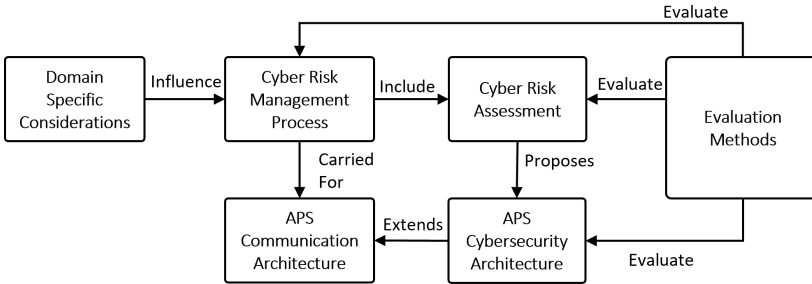 Evaluate
Domain
Specific
Considerations
Influence
Cyber Risk
Management
Process
Include
Cyber Risk
Assessment
Evaluate
Evaluation
Methods
Carried
For
Proposes
APS
Communication
Architecture
Extends
APS
Cybersecurity
Architecture
Evaluate